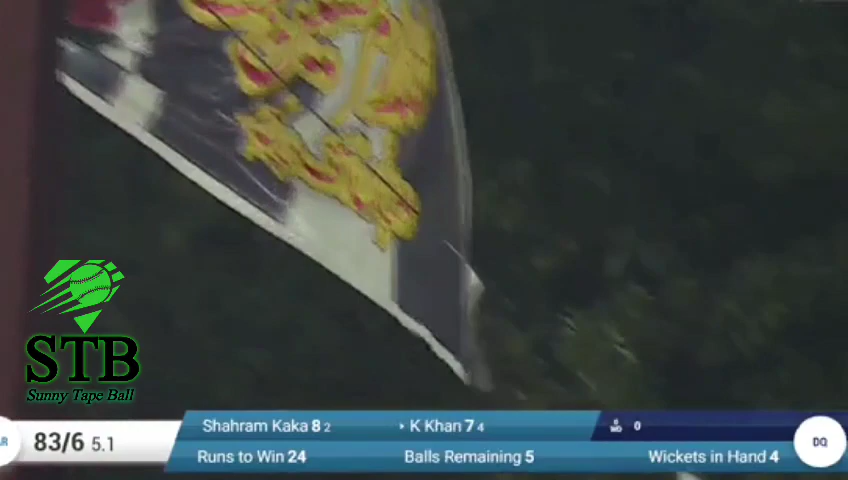 STB
Sunny Tape Ball
AR
83/6 5.1
Shahram Kaka 8 2
K Khan 7 4
0
Runs to Win 24
Balls Remaining 5
Wickets in Hand 4
DQ